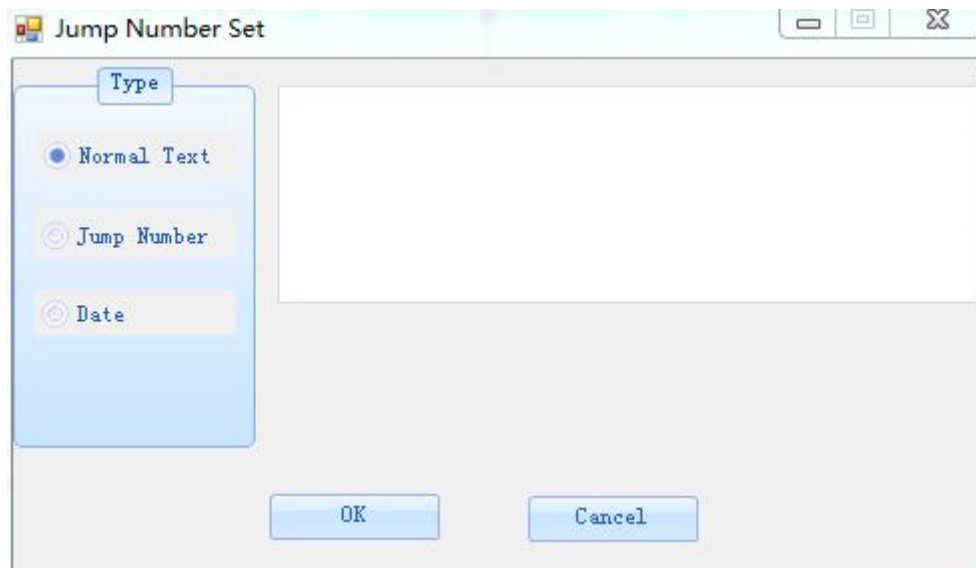 Jump Number Set
Type
Normal Text
Jump Number
Date
OK
Cancel